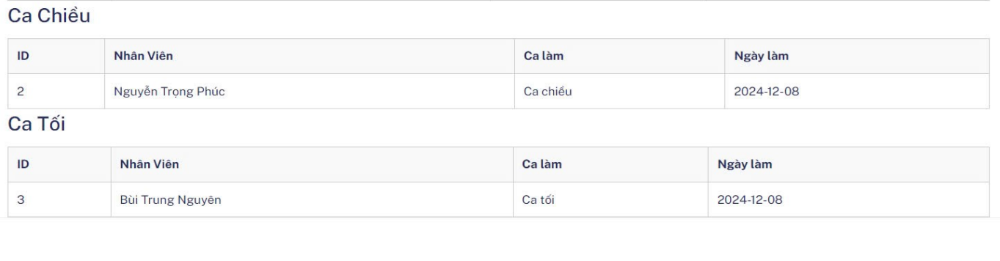 Ca Chiều
ID Nhân Viên Ca làm Ngày làm
2 Nguyễn Trọng Phúc Ca chiều 2024-12-08
Ca Tối
ID Nhân Viên Ca làm Ngày làm
3 Bùi Trung Nguyên Ca tối 2024-12-08